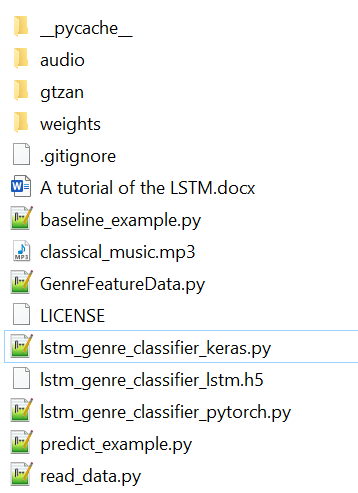 __pycache__
audio
gtzan
weights
.gitignore
A tutorial of the LSTM.docx
baseline_example.py
classical_music.mp3
GenreFeatureData.py
LICENSE
lstm_genre_classifier_keras.py
lstm_genre_classifier_lstm.h5
lstm_genre_classifier_pytorch.py
predict_example.py
read_data.py